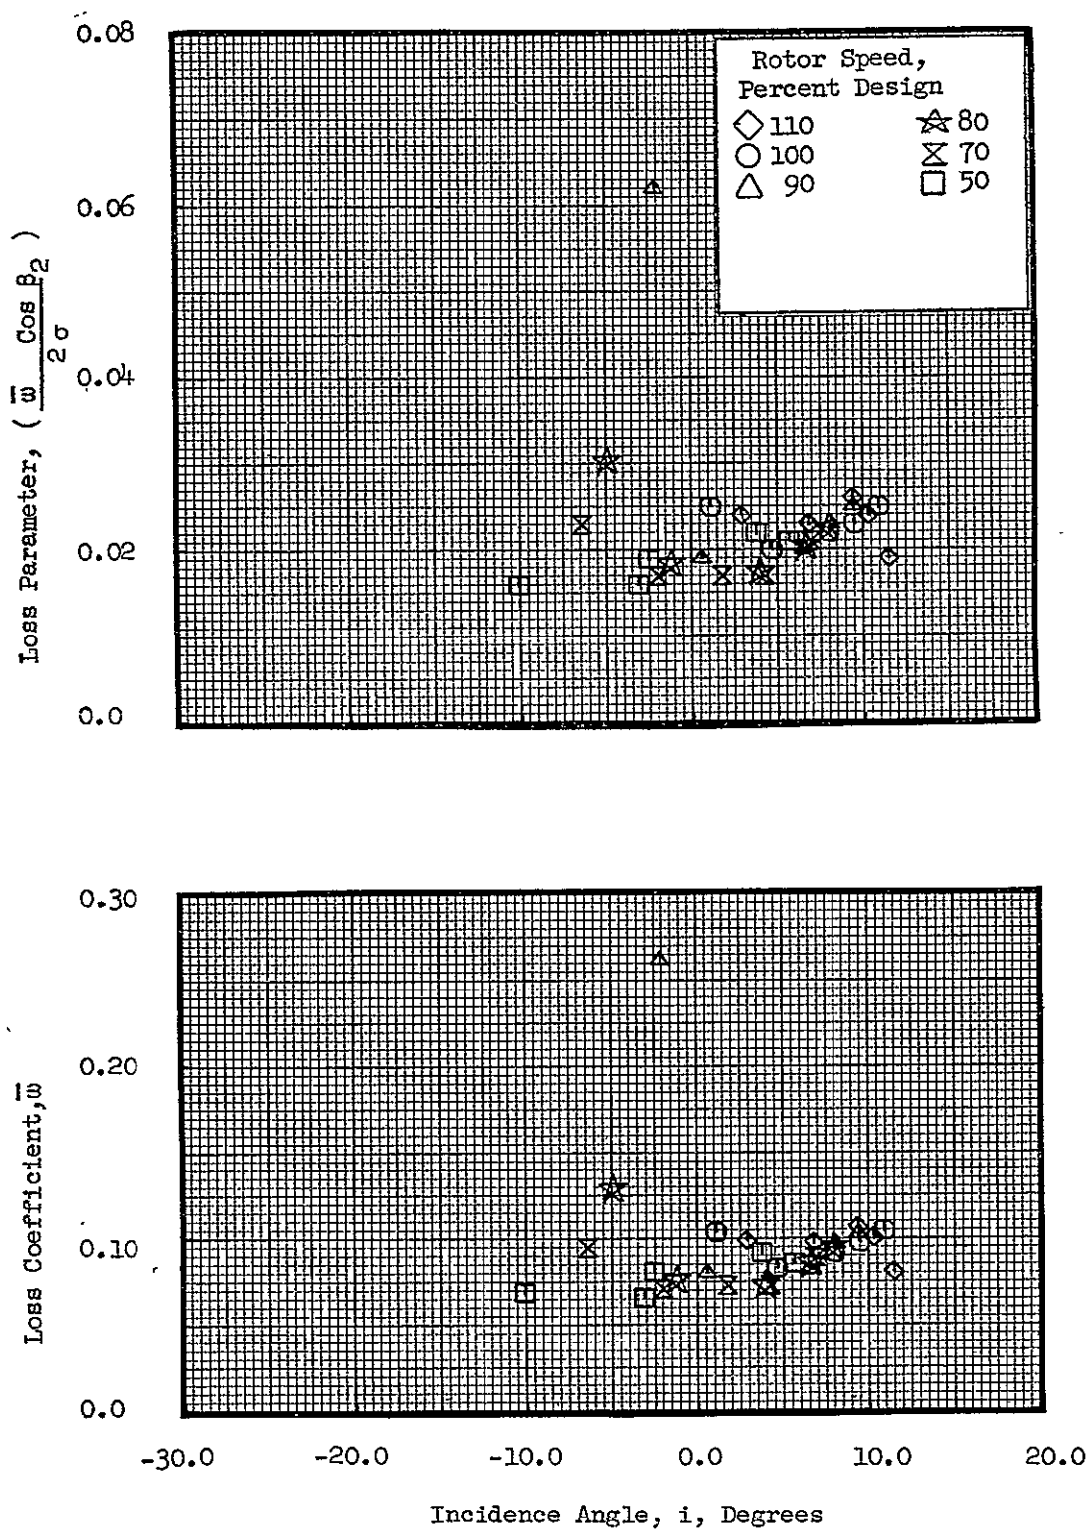 0.08
Rotor Speed,
Percent Design
110 80
100 70
90 50
0.06
0.04
0.02
0.0
Loss Parameter, ( ω̅ Cos β₂ / 2σ )
0.30
0.20
0.10
0.0
Loss Coefficient, ω̅
-30.0 -20.0 -10.0 0.0 10.0 20.0
Incidence Angle, i, Degrees